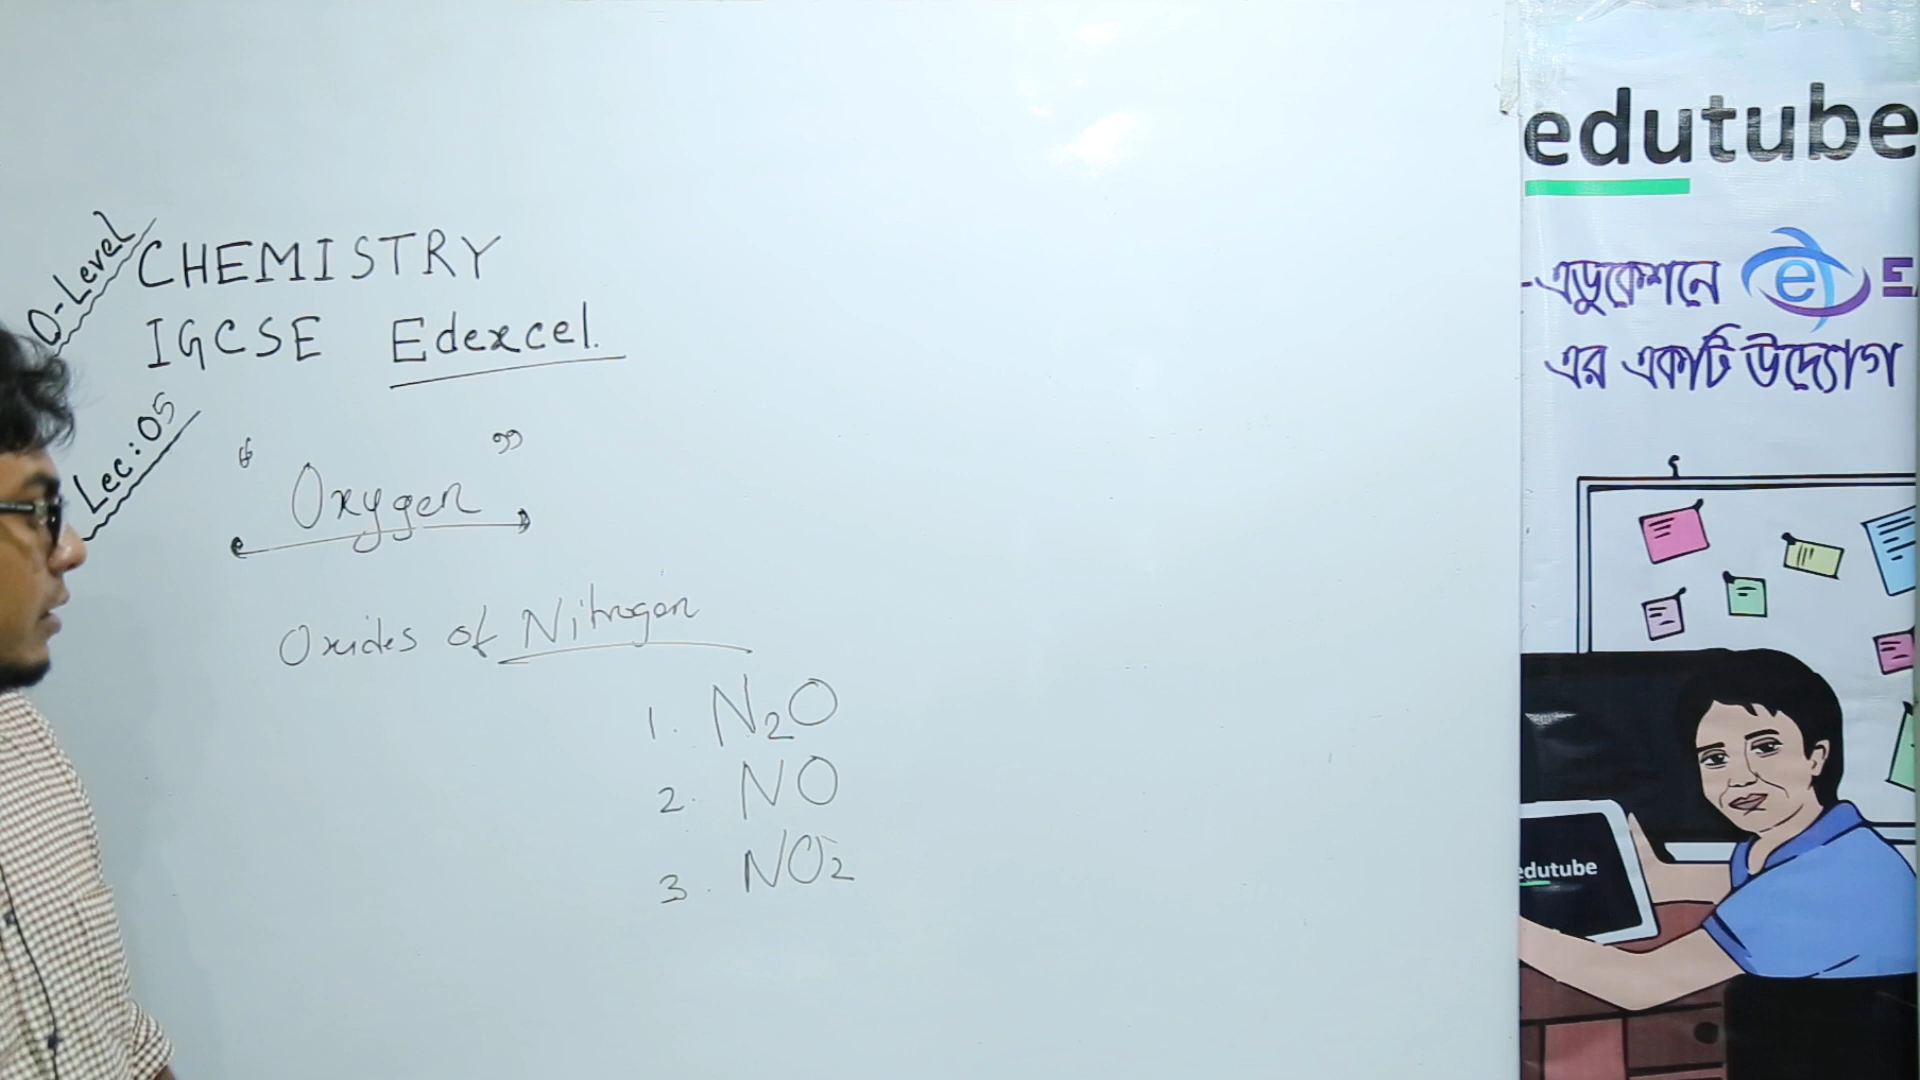 O-Level
CHEMISTRY
IGCSE Edexcel.
Lec: 05
" Oxygen "
Oxides of Nitrogen
1. N₂O
2. NO
3. NO₂
edutube
-এডুকেশনে e
এর একটি উদ্যোগ
edutube